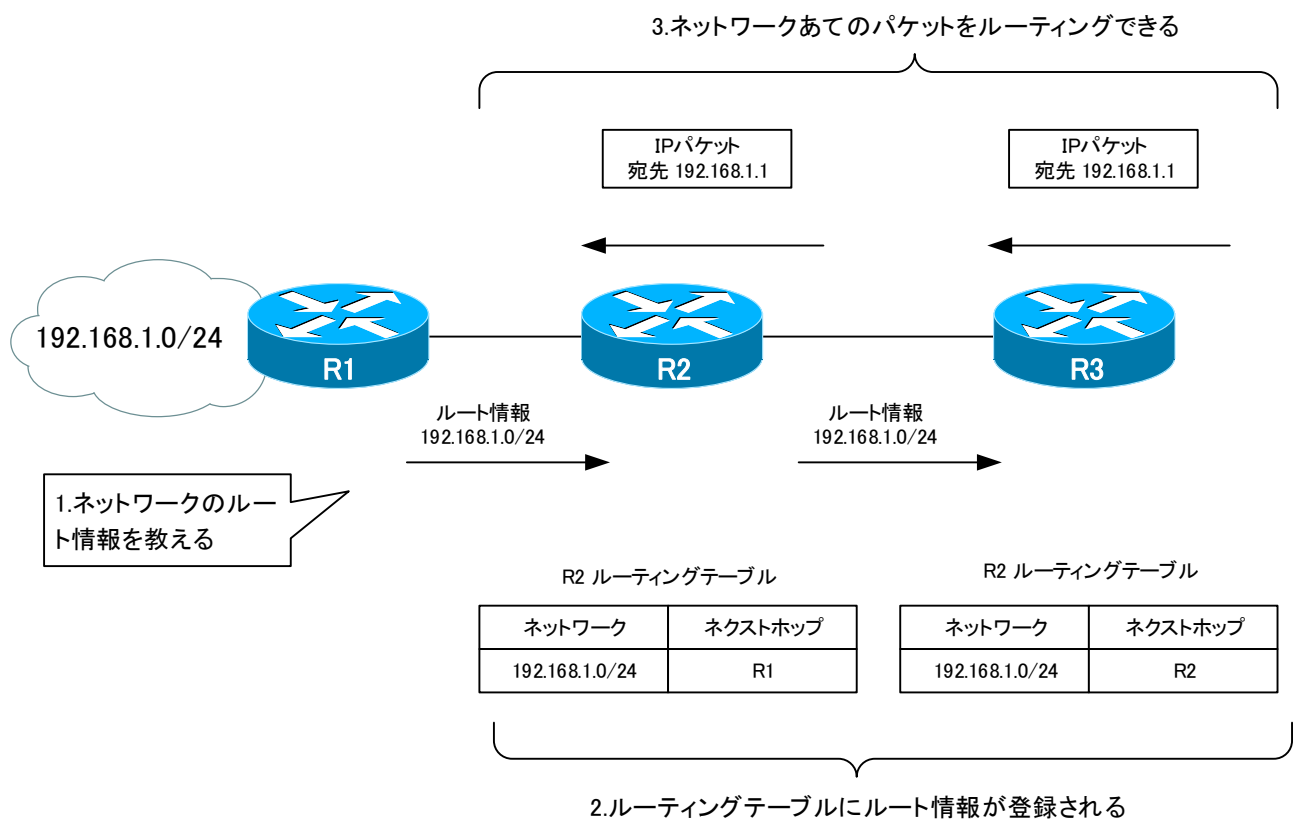 3.ネットワークあてのパケットをルーティングできる
IPパケット
宛先 192.168.1.1
IPパケット
宛先 192.168.1.1
192.168.1.0/24
R1
R2
R3
ルート情報
192.168.1.0/24
ルート情報
192.168.1.0/24
1.ネットワークのルー
ト情報を教える
R2 ルーティングテーブル
ネットワーク ネクストホップ
192.168.1.0/24 R1
R2 ルーティングテーブル
ネットワーク ネクストホップ
192.168.1.0/24 R2
2.ルーティングテーブルにルート情報が登録される